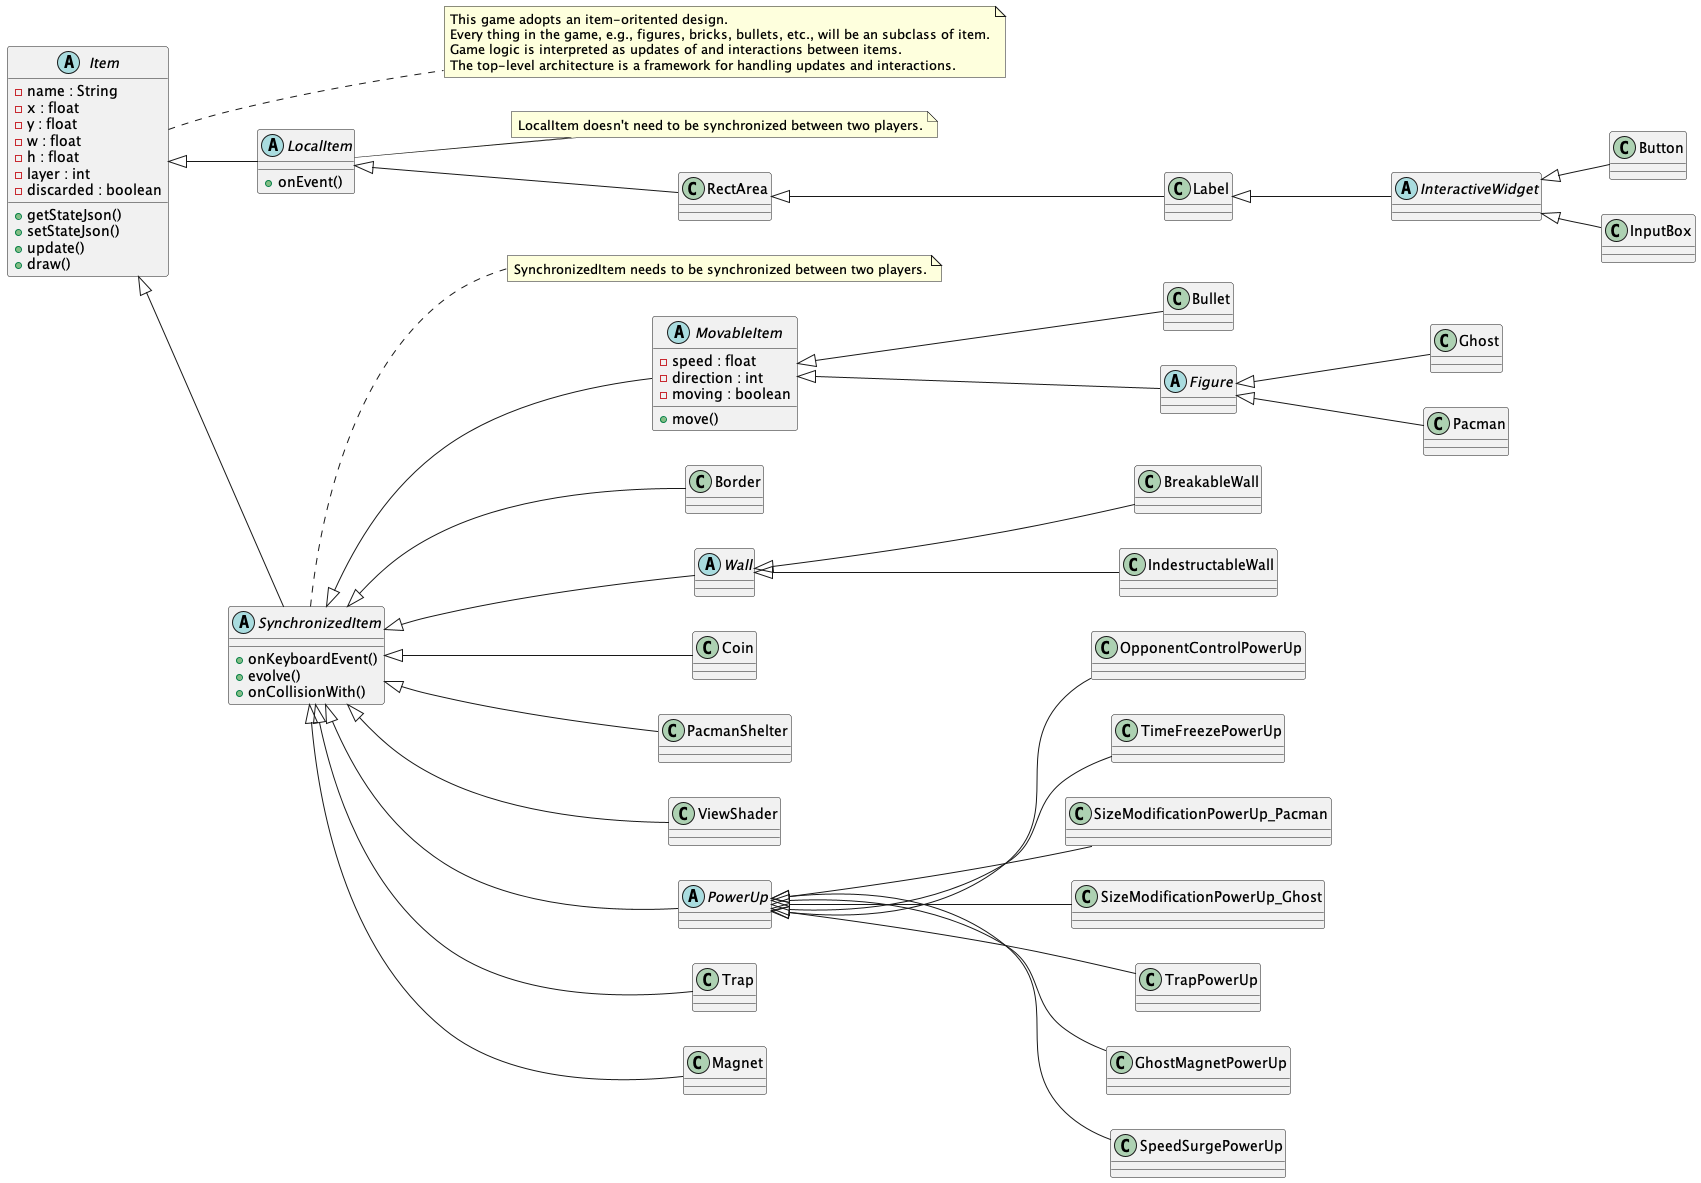 This game adopts an item-oritented design.
Every thing in the game, e.g., figures, bricks, bullets, etc., will be an subclass of item.
Game logic is interpreted as updates of and interactions between items.
The top-level architecture is a framework for handling updates and interactions.
A Item
name : String
x : float
y : float
w : float
h : float
layer : int
discarded : boolean
getStateJson()
setStateJson()
update()
draw()
LocalItem doesn't need to be synchronized between two players.
A LocalItem
onEvent()
C RectArea
C Label
A InteractiveWidget
C Button
C InputBox
SynchronizedItem needs to be synchronized between two players.
A MovableItem
speed : float
direction : int
moving : boolean
move()
C Bullet
A Figure
C Ghost
C Pacman
C Border
A Wall
C BreakableWall
C IndestructableWall
A SynchronizedItem
onKeyboardEvent()
evolve()
onCollisionWith()
C Coin
C PacmanShelter
C ViewShader
A PowerUp
C Trap
C Magnet
C OpponentControlPowerUp
C TimeFreezePowerUp
C SizeModificationPowerUp_Pacman
C SizeModificationPowerUp_Ghost
C TrapPowerUp
C GhostMagnetPowerUp
C SpeedSurgePowerUp